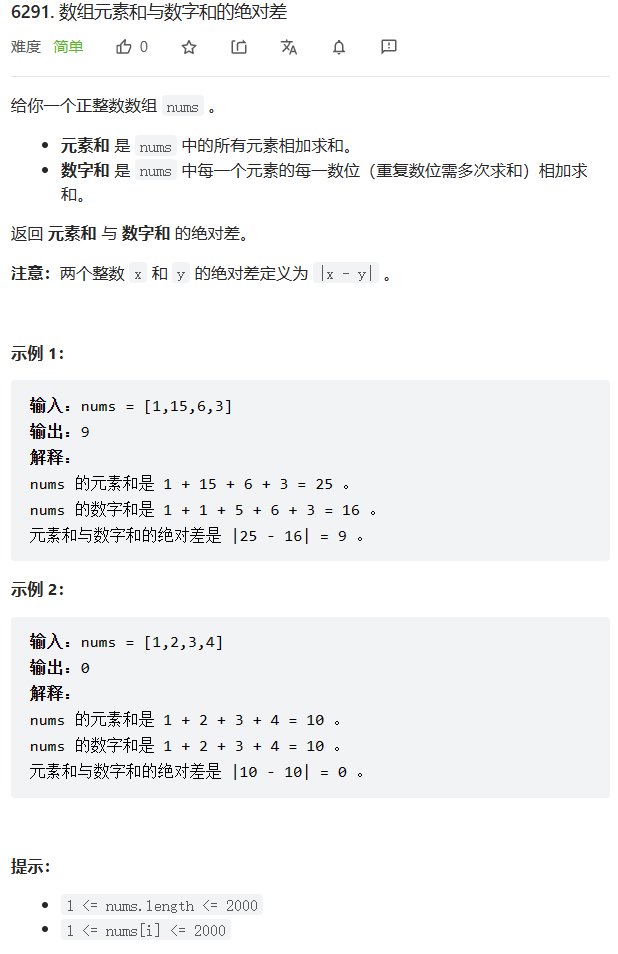 6291. 数组元素和与数字和的绝对差
难度 简单 0
给你一个正整数数组 nums 。
元素和 是 nums 中的所有元素相加求和。
数字和 是 nums 中每一个元素的每一数位（重复数位需多次求和）相加求
和。
返回 元素和 与 数字和 的绝对差。
注意：两个整数 x 和 y 的绝对差定义为 |x - y| 。
示例 1：
输入：nums = [1,15,6,3]
输出：9
解释：
nums 的元素和是 1 + 15 + 6 + 3 = 25 。
nums 的数字和是 1 + 1 + 5 + 6 + 3 = 16 。
元素和与数字和的绝对差是 |25 - 16| = 9 。
示例 2：
输入：nums = [1,2,3,4]
输出：0
解释：
nums 的元素和是 1 + 2 + 3 + 4 = 10 。
nums 的数字和是 1 + 2 + 3 + 4 = 10 。
元素和与数字和的绝对差是 |10 - 10| = 0 。
提示：
1 <= nums.length <= 2000
1 <= nums[i] <= 2000